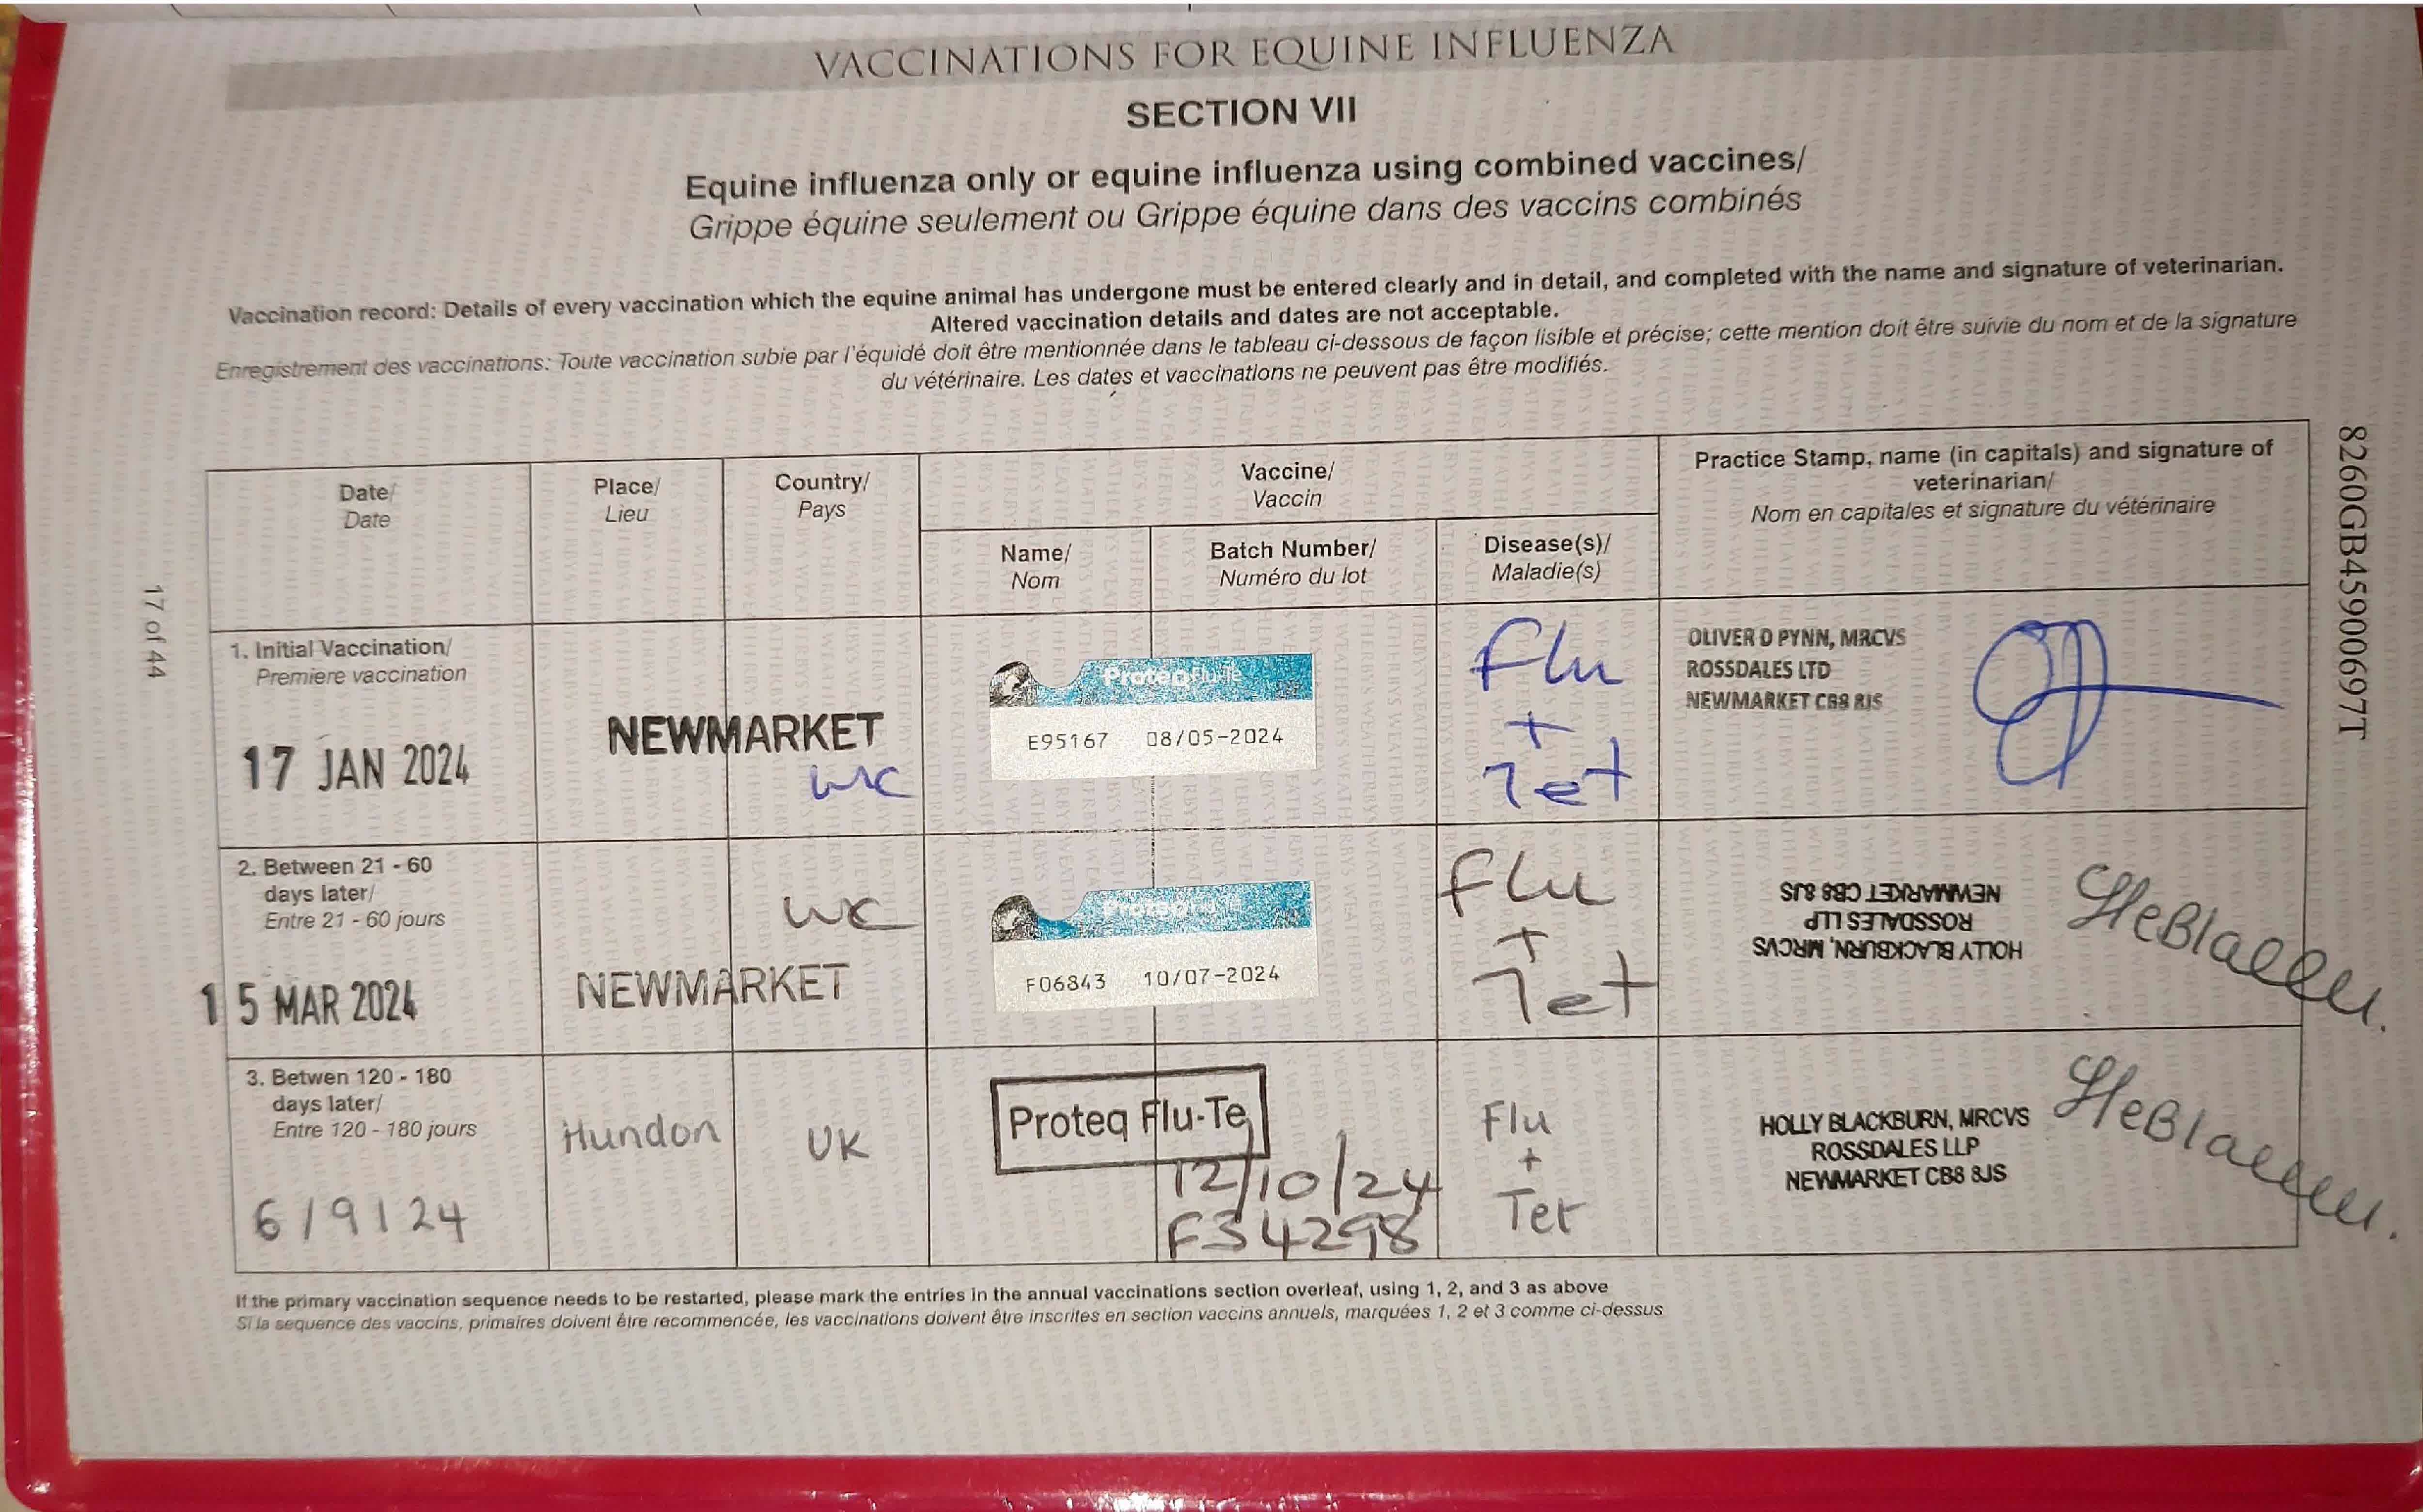 VACCINATIONS FOR EQUINE INFLUENZA
SECTION VII
Equine influenza only or equine influenza using combined vaccines/
Grippe équine seulement ou Grippe équine dans des vaccins combinés
Vaccination record: Details of every vaccination which the equine animal has undergone must be entered clearly and in detail, and completed with the name and signature of veterinarian.
Altered vaccination details and dates are not acceptable.
Enregistrement des vaccinations: Toute vaccination subie par l'équidé doit être mentionnée dans le tableau ci-dessous de façon lisible et précise; cette mention doit être suivie du nom et de la signature
du vétérinaire. Les dates et vaccinations ne peuvent pas être modifiés.
Date/
Date
Place/
Lieu
Country/
Pays
Vaccine/
Vaccin
Name/
Nom
Batch Number/
Numéro du lot
Disease(s)/
Maladie(s)
Practice Stamp, name (in capitals) and signature of
veterinarian/
Nom en capitales et signature du vétérinaire
1. Initial Vaccination/
Premiere vaccination
17 JAN 2024
NEWMARKET
UK
ProteqFlu-Te
E95167 08/05-2024
Flu
+
Tet
OLIVER D PYNN, MRCVS
ROSSDALES LTD
NEWMARKET CB8 8JS
2. Between 21 - 60
days later/
Entre 21 - 60 jours
15 MAR 2024
NEWMARKET
UK
ProteqFlu-Te
F06843 10/07-2024
Flu
+
Tet
HOLLY BLACKBURN, MRCVS
ROSSDALES LLP
NEWMARKET CB8 8JS
3. Betwen 120 - 180
days later/
Entre 120 - 180 jours
6/9/24
Hundon
UK
Proteq Flu-Te
12/10/24
F34298
Flu
+
Tet
HOLLY BLACKBURN, MRCVS
ROSSDALES LLP
NEWMARKET CB8 8JS
If the primary vaccination sequence needs to be restarted, please mark the entries in the annual vaccinations section overleaf, using 1, 2, and 3 as above
Si la sequence des vaccins, primaires doivent être recommencée, les vaccinations doivent être inscrites en section vaccins annuels, marquées 1, 2 et 3 comme ci-dessus
17 of 44
8260GB45900697T